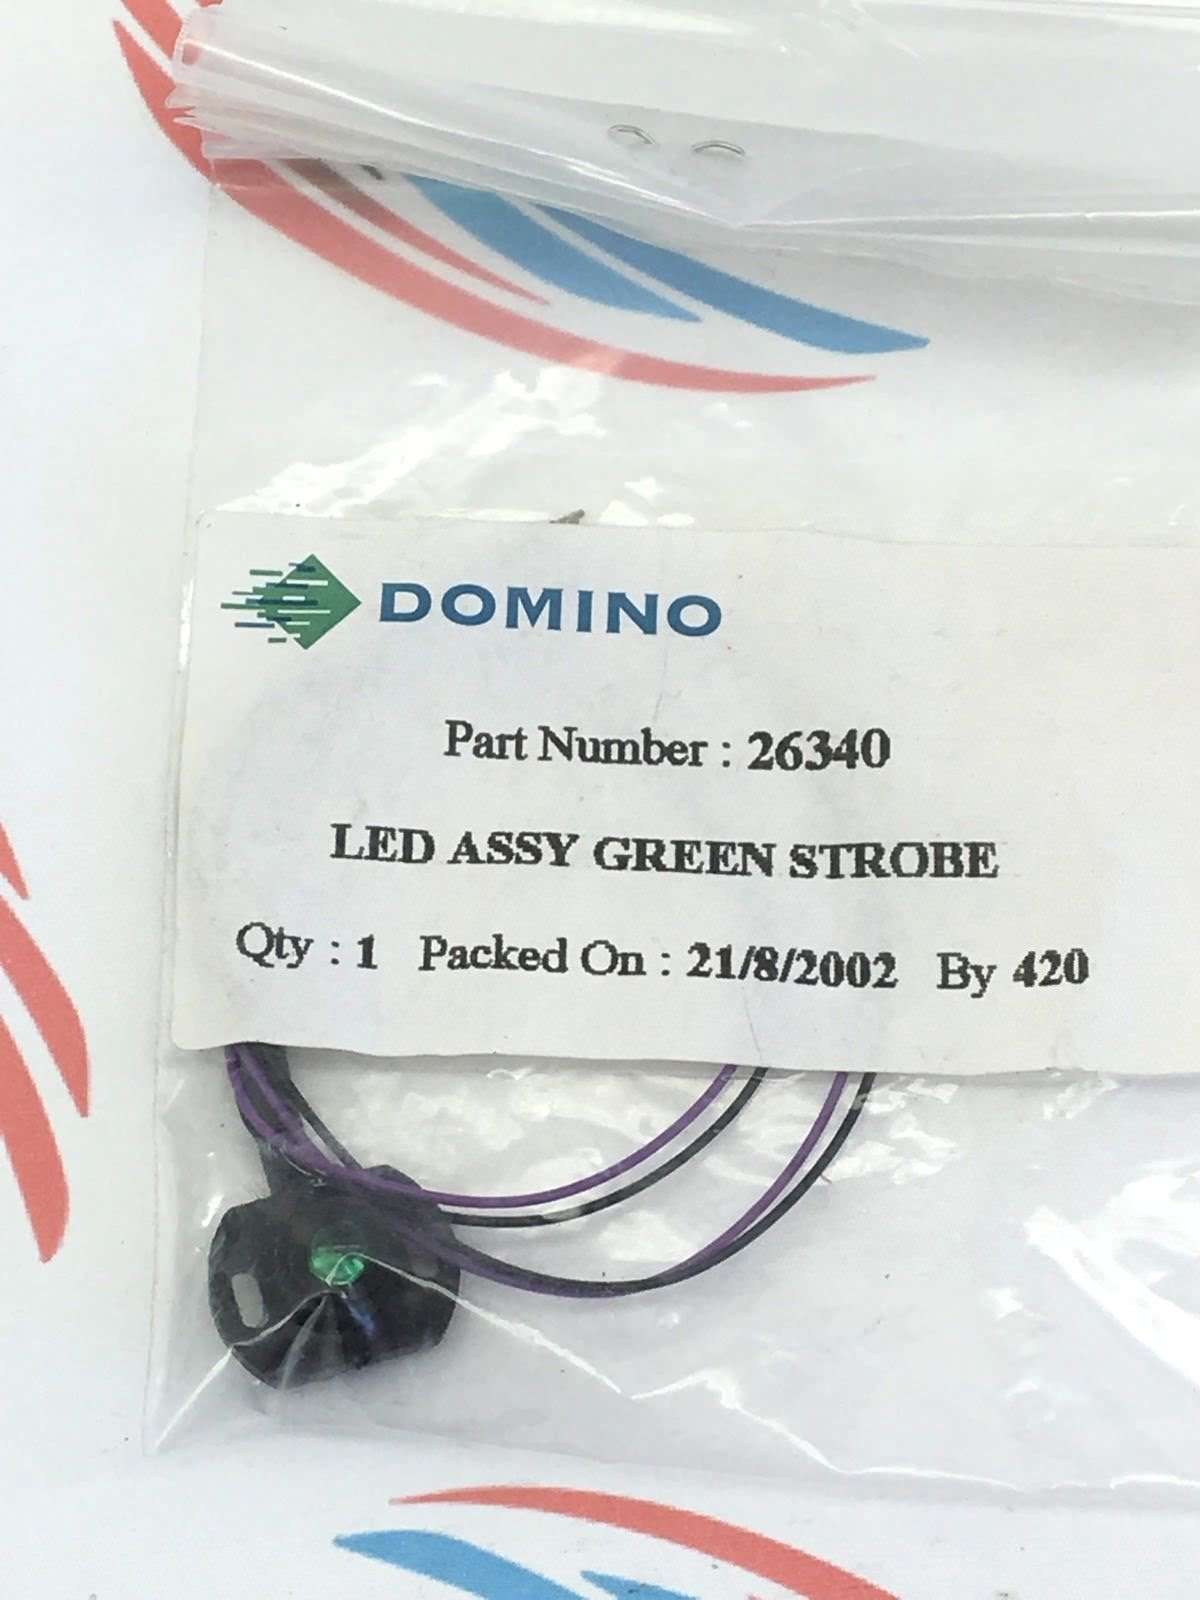 DOMINO
Part Number : 26340
LED ASSY GREEN STROBE
Qty : 1 Packed On : 21/8/2002 By 420